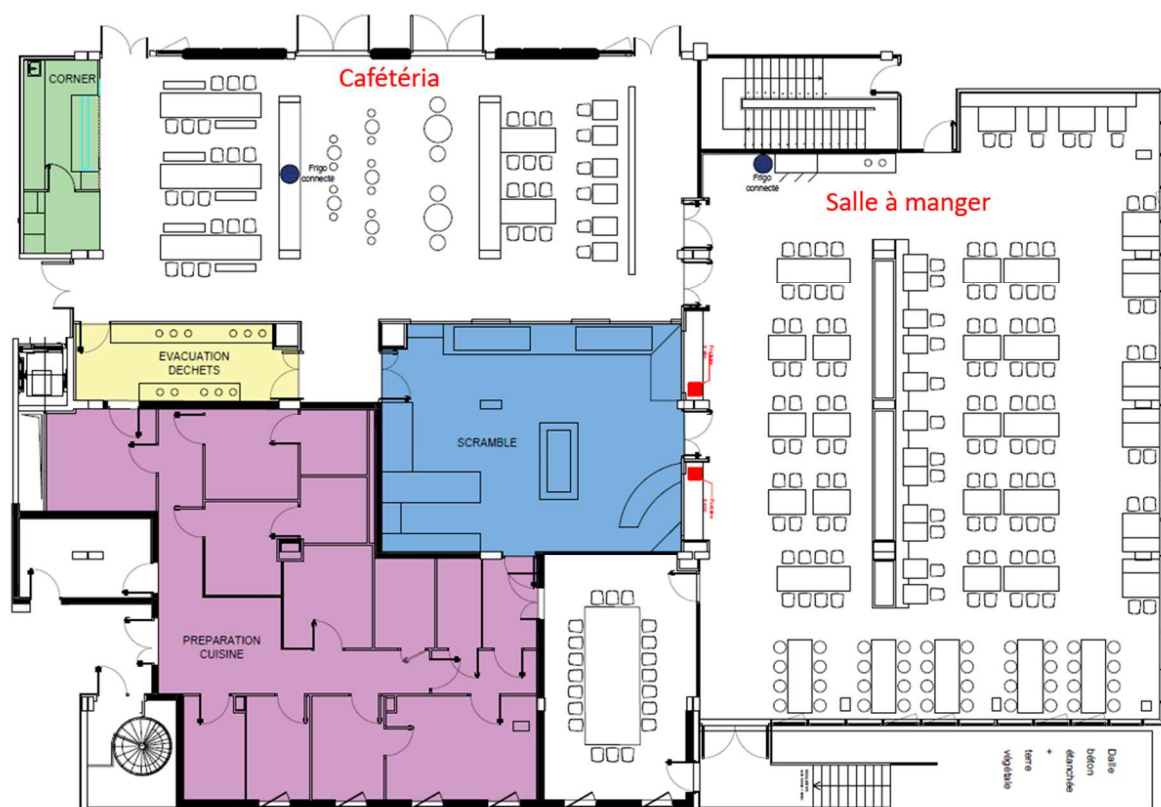 CORNER
Cafétéria
Frigo
connecté
Frigo
connecté
Salle à manger
EVACUATION
DECHETS
SCRAMBLE
PREPARATION
CUISINE
Dalle
béton
étanchée
+
terre
végétale